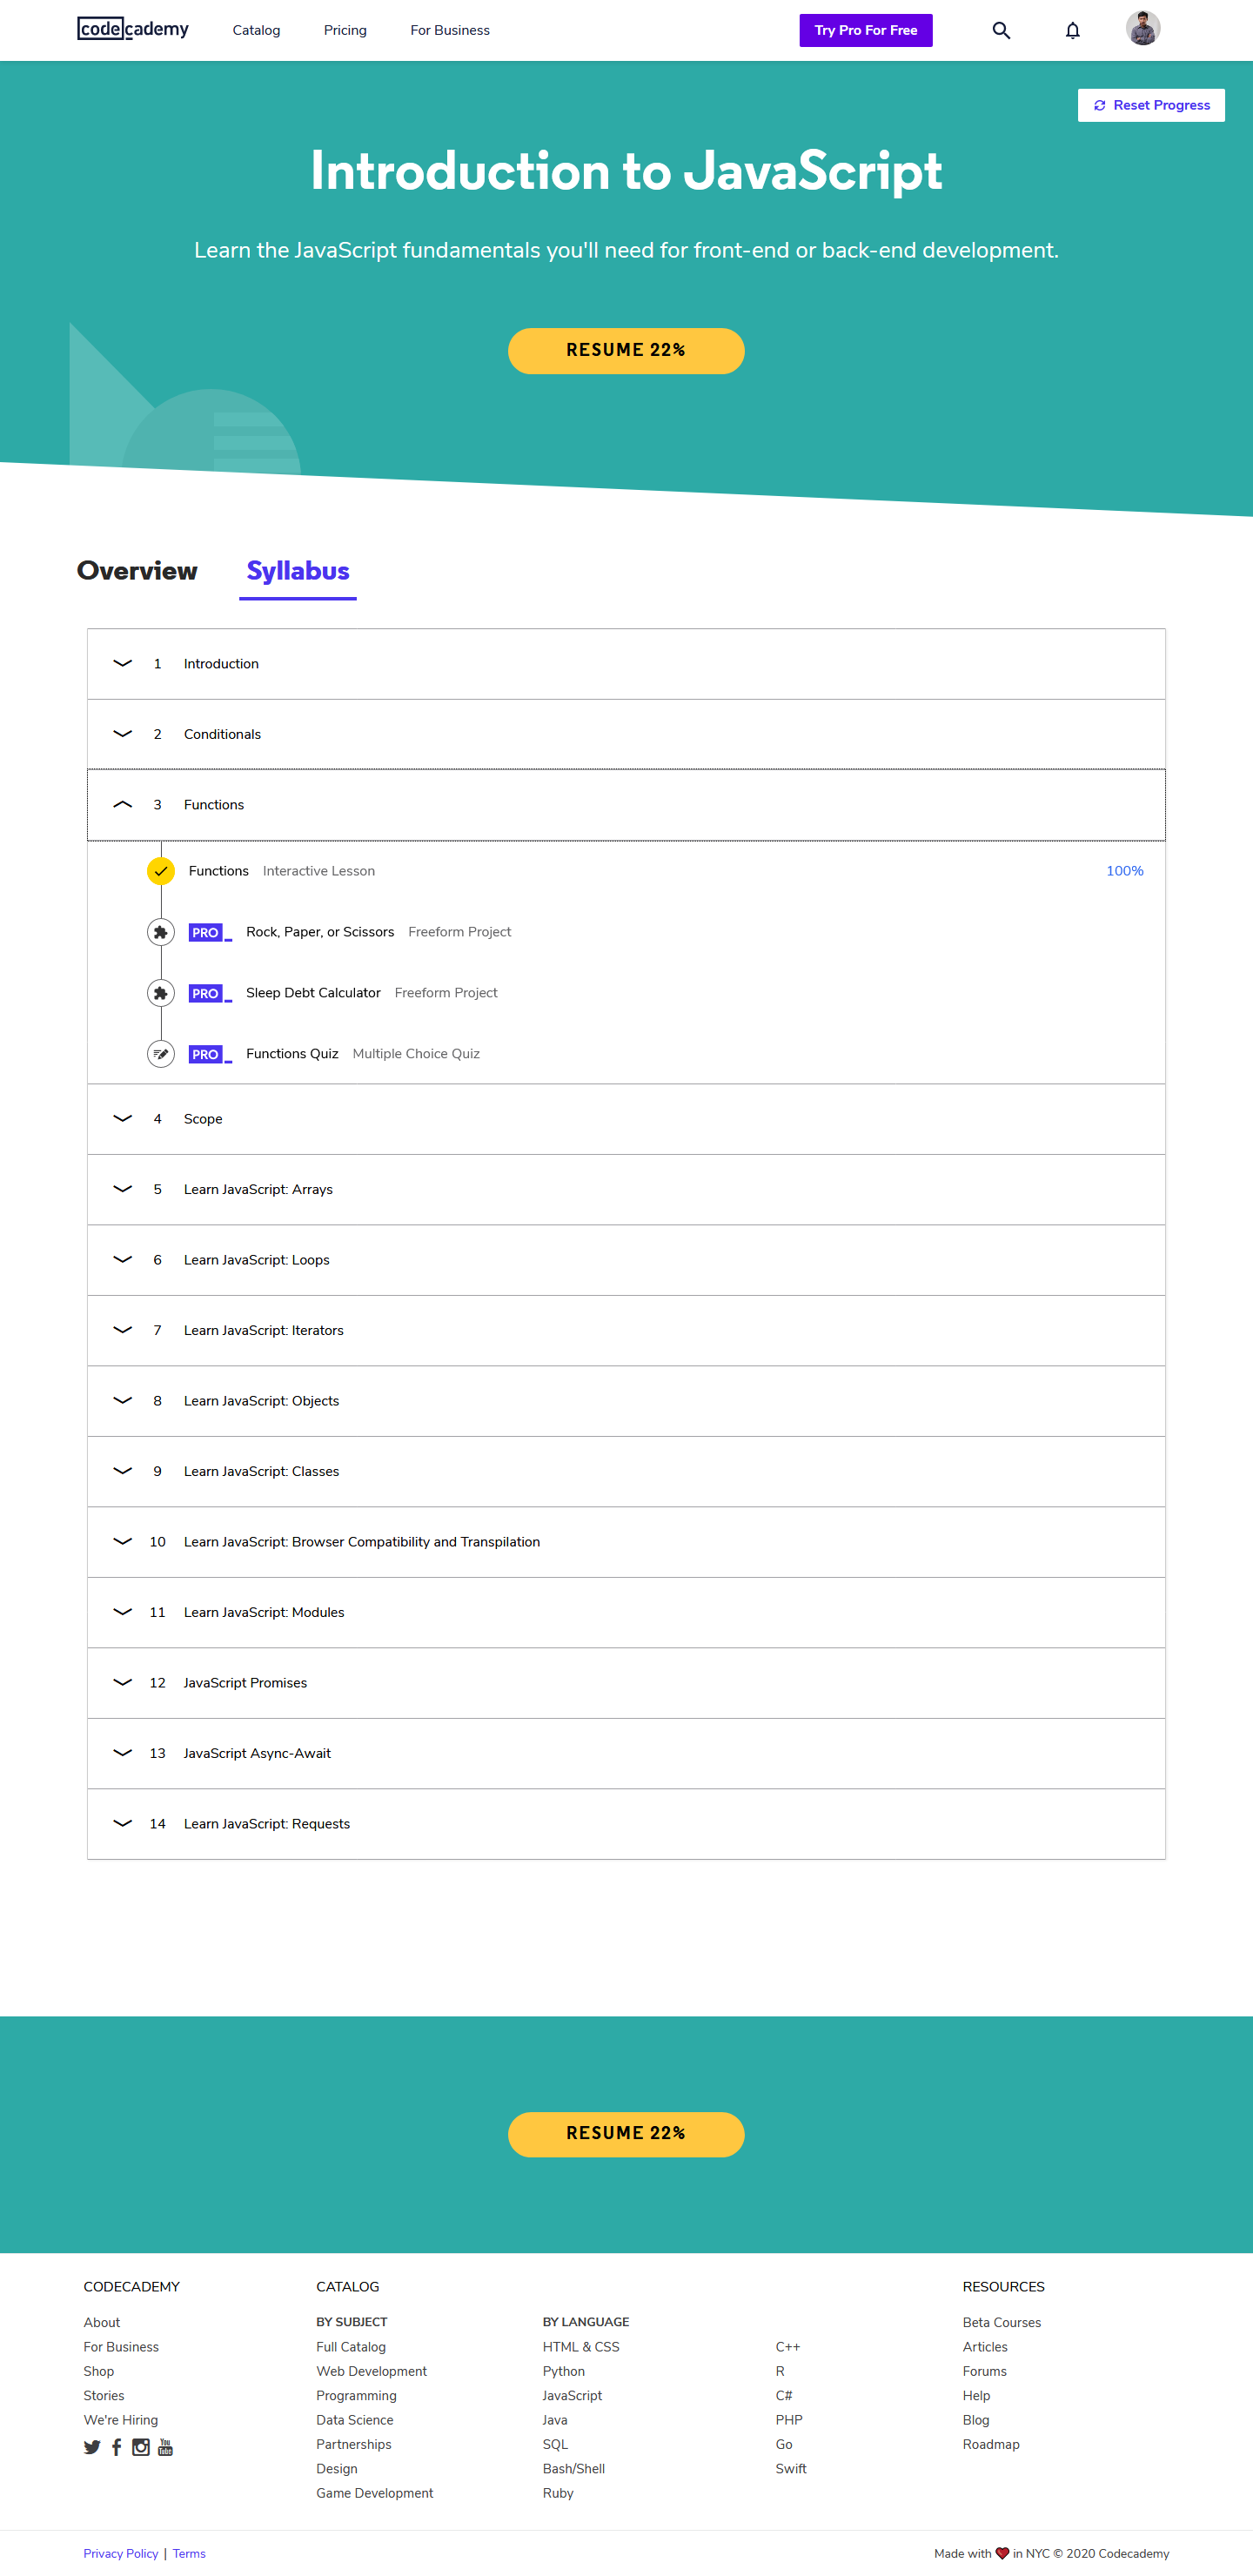 codecademy Catalog Pricing For Business Try Pro For Free
Reset Progress
Introduction to JavaScript
Learn the JavaScript fundamentals you'll need for front-end or back-end development.
RESUME 22%
Overview Syllabus
1 Introduction
2 Conditionals
3 Functions
Functions Interactive Lesson 100%
PRO_ Rock, Paper, or Scissors Freeform Project
PRO_ Sleep Debt Calculator Freeform Project
PRO_ Functions Quiz Multiple Choice Quiz
4 Scope
5 Learn JavaScript: Arrays
6 Learn JavaScript: Loops
7 Learn JavaScript: Iterators
8 Learn JavaScript: Objects
9 Learn JavaScript: Classes
10 Learn JavaScript: Browser Compatibility and Transpilation
11 Learn JavaScript: Modules
12 JavaScript Promises
13 JavaScript Async-Await
14 Learn JavaScript: Requests
RESUME 22%
CODECADEMY CATALOG RESOURCES
About BY SUBJECT BY LANGUAGE Beta Courses
For Business Full Catalog HTML & CSS C++ Articles
Shop Web Development Python R Forums
Stories Programming JavaScript C# Help
We're Hiring Data Science Java PHP Blog
You Tube Partnerships SQL Go Roadmap
Design Bash/Shell Swift
Game Development Ruby
Privacy Policy | Terms Made with ❤ in NYC © 2020 Codecademy